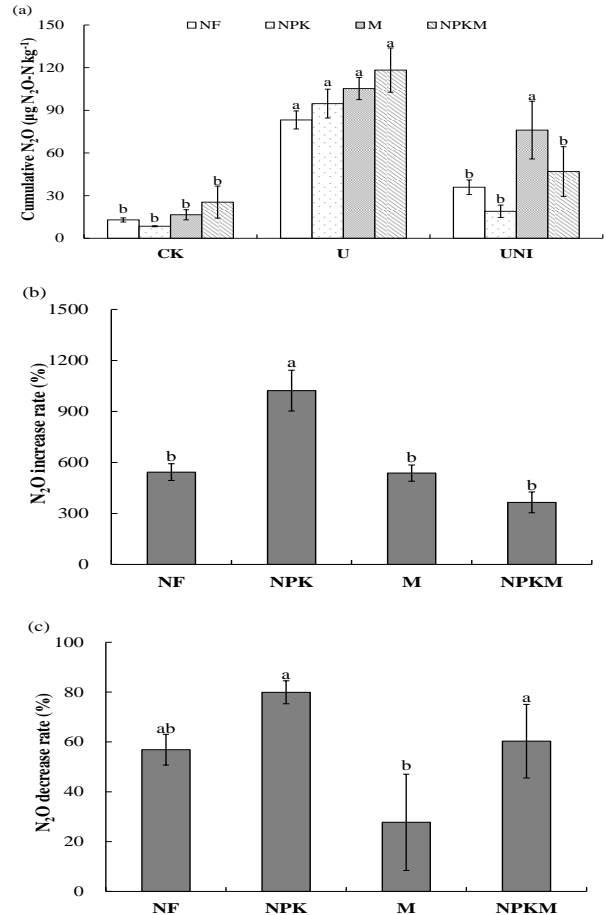 (a)
NF NPK M NPKM
Cumulative N₂O (µg N₂O-N kg⁻¹)
150
120
90
60
30
0
b b b b
a a a a
b b a b
CK U UNI
(b)
N₂O increase rate (%)
1500
1200
900
600
300
0
b a b b
NF NPK M NPKM
(c)
N₂O decrease rate (%)
100
80
60
40
20
0
ab a b a
NF NPK M NPKM